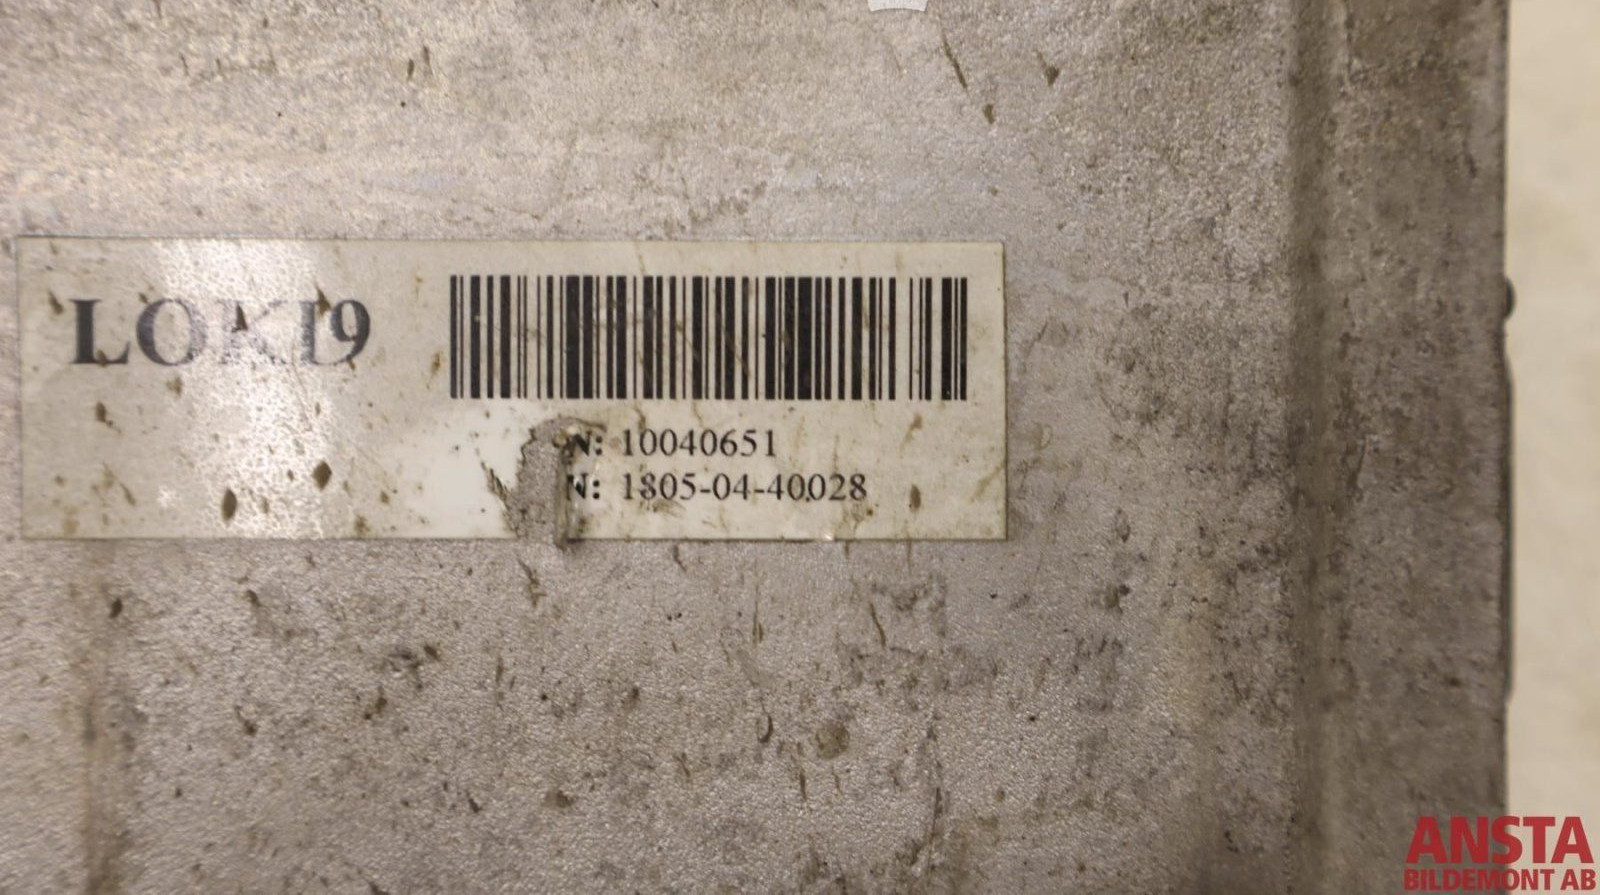 LOKI9
N: 10040651
N: 1805-04-40028
ANSTA
BILDEMONT AB